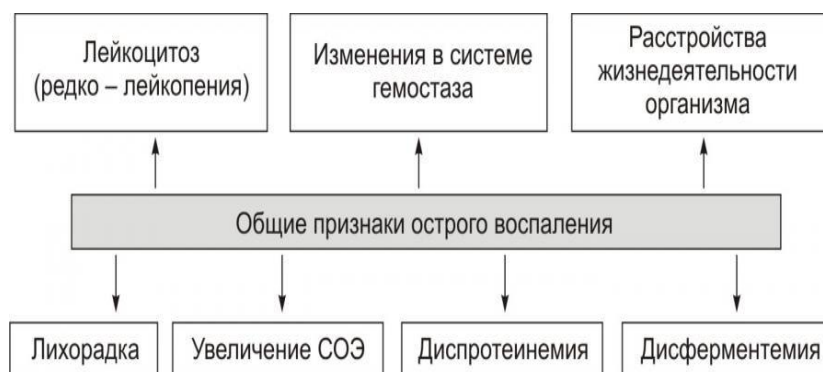 Лейкоцитоз
(редко – лейкопения)
Изменения в системе
гемостаза
Расстройства
жизнедеятельности
организма
Общие признаки острого воспаления
Лихорадка
Увеличение СОЭ
Диспротеинемия
Дисферментемия